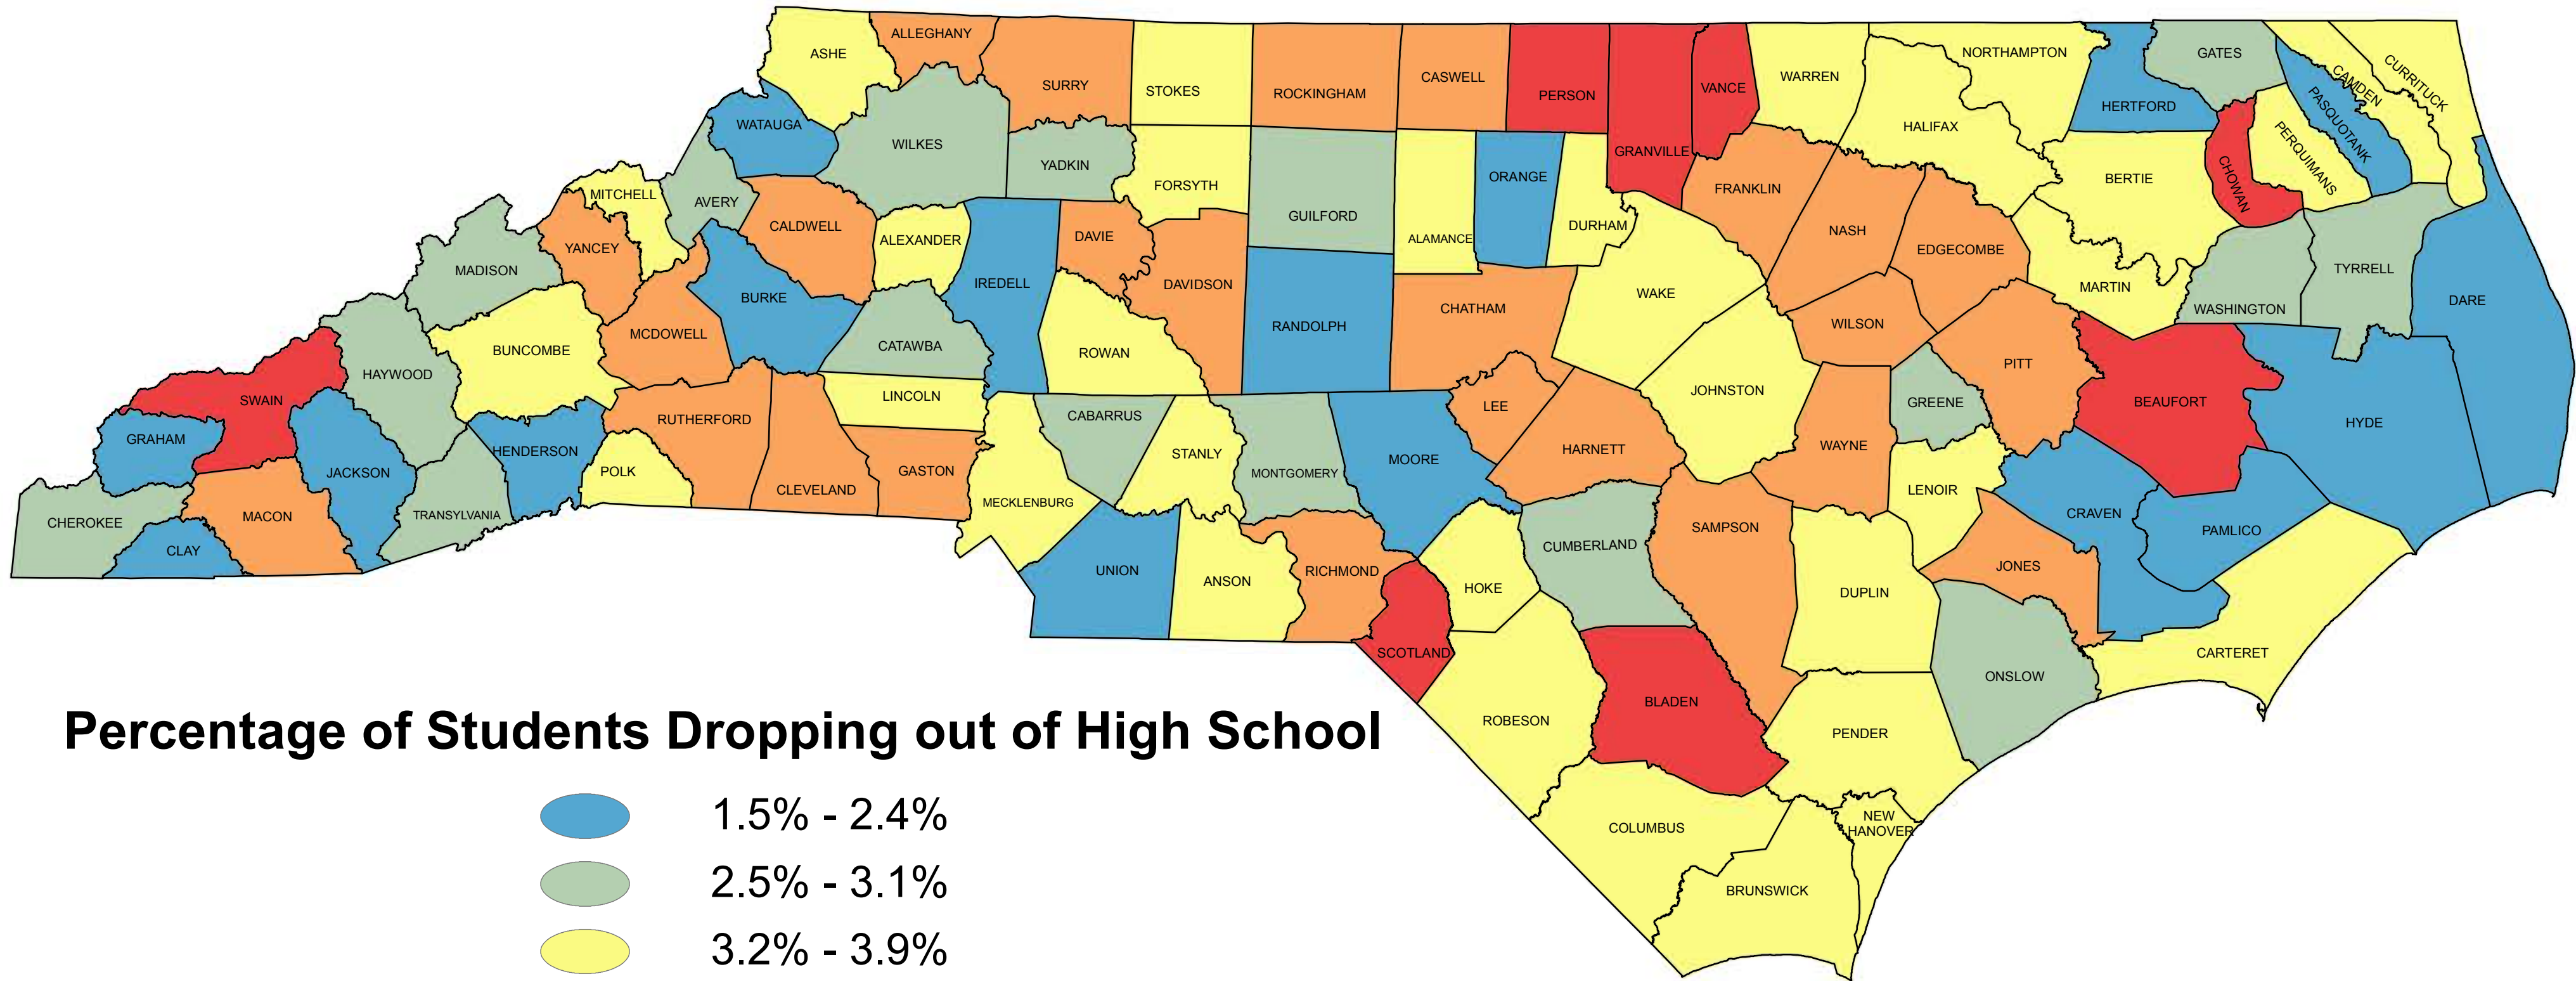 ASHE
ALLEGHANY
SURRY
STOKES
ROCKINGHAM
CASWELL
PERSON
VANCE
GRANVILLE
WARREN
NORTHAMPTON
HALIFAX
HERTFORD
GATES
CAMDEN
CURRITUCK
PASQUOTANK
PERQUIMANS
CHOWAN
WATAUGA
WILKES
YADKIN
FORSYTH
GUILFORD
ALAMANCE
ORANGE
DURHAM
FRANKLIN
NASH
EDGECOMBE
BERTIE
MARTIN
WASHINGTON
TYRRELL
DARE
MITCHELL
AVERY
CALDWELL
ALEXANDER
IREDELL
DAVIE
DAVIDSON
RANDOLPH
CHATHAM
WAKE
JOHNSTON
WILSON
PITT
GREENE
BEAUFORT
HYDE
MADISON
YANCEY
MCDOWELL
BURKE
CATAWBA
ROWAN
LEE
HARNETT
WAYNE
LENOIR
CRAVEN
PAMLICO
SWAIN
HAYWOOD
BUNCOMBE
RUTHERFORD
CLEVELAND
LINCOLN
GASTON
CABARRUS
STANLY
MONTGOMERY
MOORE
GRAHAM
JACKSON
HENDERSON
POLK
MECKLENBURG
CHEROKEE
MACON
TRANSYLVANIA
CLAY
UNION
ANSON
RICHMOND
HOKE
CUMBERLAND
SAMPSON
DUPLIN
JONES
CARTERET
ONSLOW
SCOTLAND
ROBESON
BLADEN
PENDER
COLUMBUS
BRUNSWICK
NEW
HANOVER
Percentage of Students Dropping out of High School
1.5% - 2.4%
2.5% - 3.1%
3.2% - 3.9%